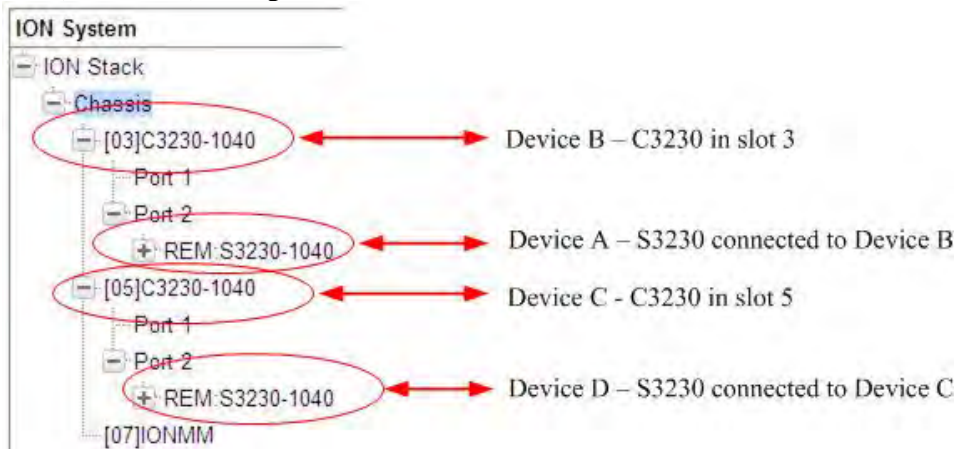 ION System
ION Stack
Chassis
[03]C3230-1040 Device B – C3230 in slot 3
Port 1
Port 2
REM:S3230-1040 Device A – S3230 connected to Device B
[05]C3230-1040 Device C - C3230 in slot 5
Port 1
Port 2
REM:S3230-1040 Device D – S3230 connected to Device C
[07]IONMM